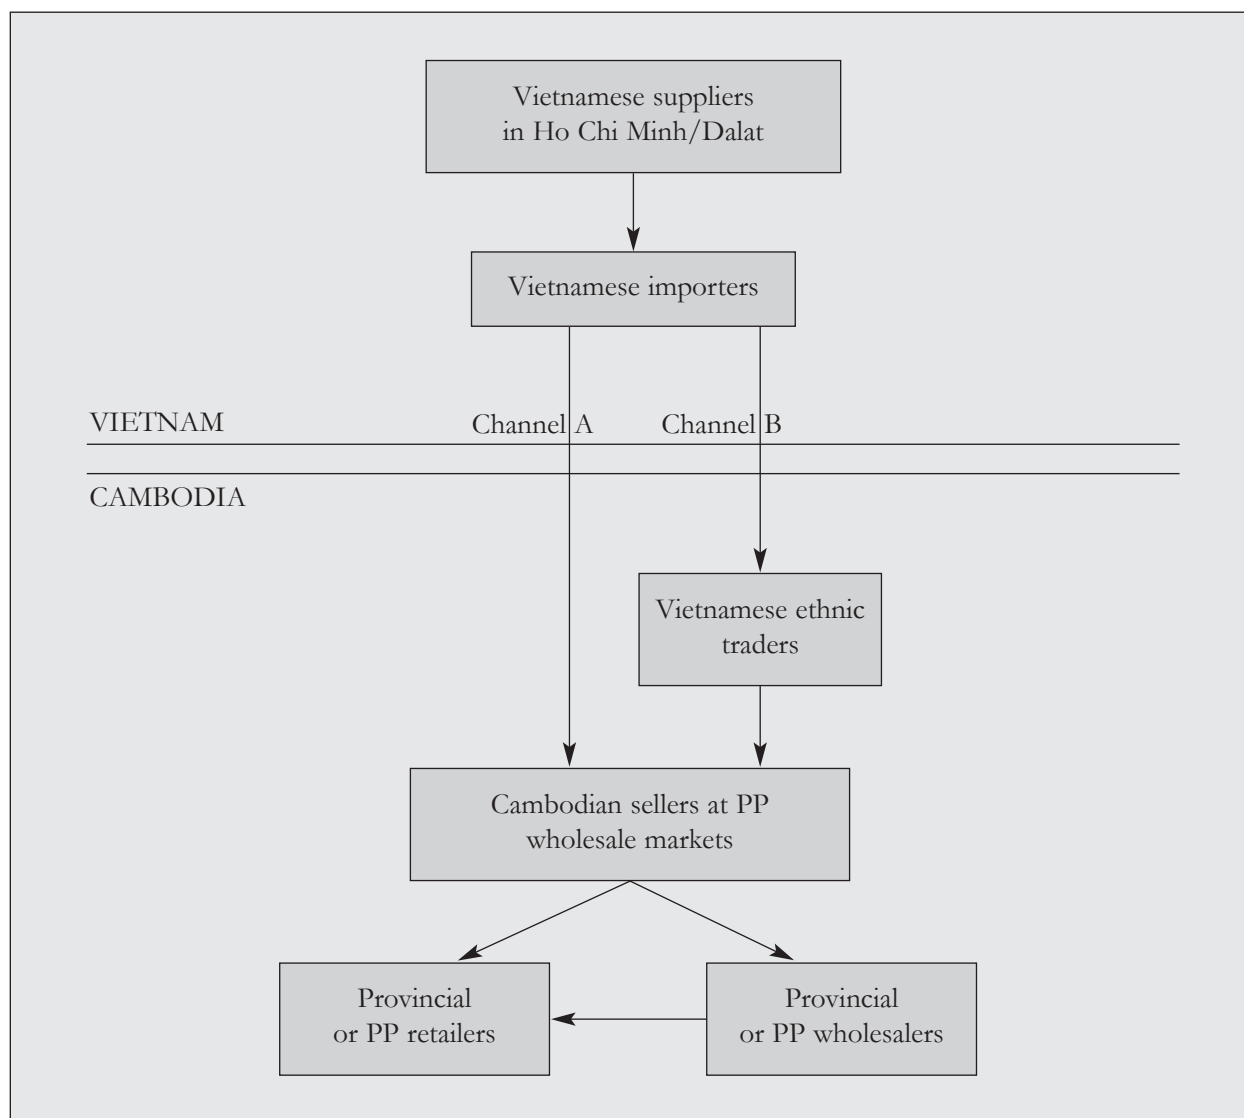 Vietnamese suppliers
in Ho Chi Minh/Dalat
Vietnamese importers
VIETNAM
Channel A
Channel B
CAMBODIA
Vietnamese ethnic
traders
Cambodian sellers at PP
wholesale markets
Provincial
or PP retailers
Provincial
or PP wholesalers